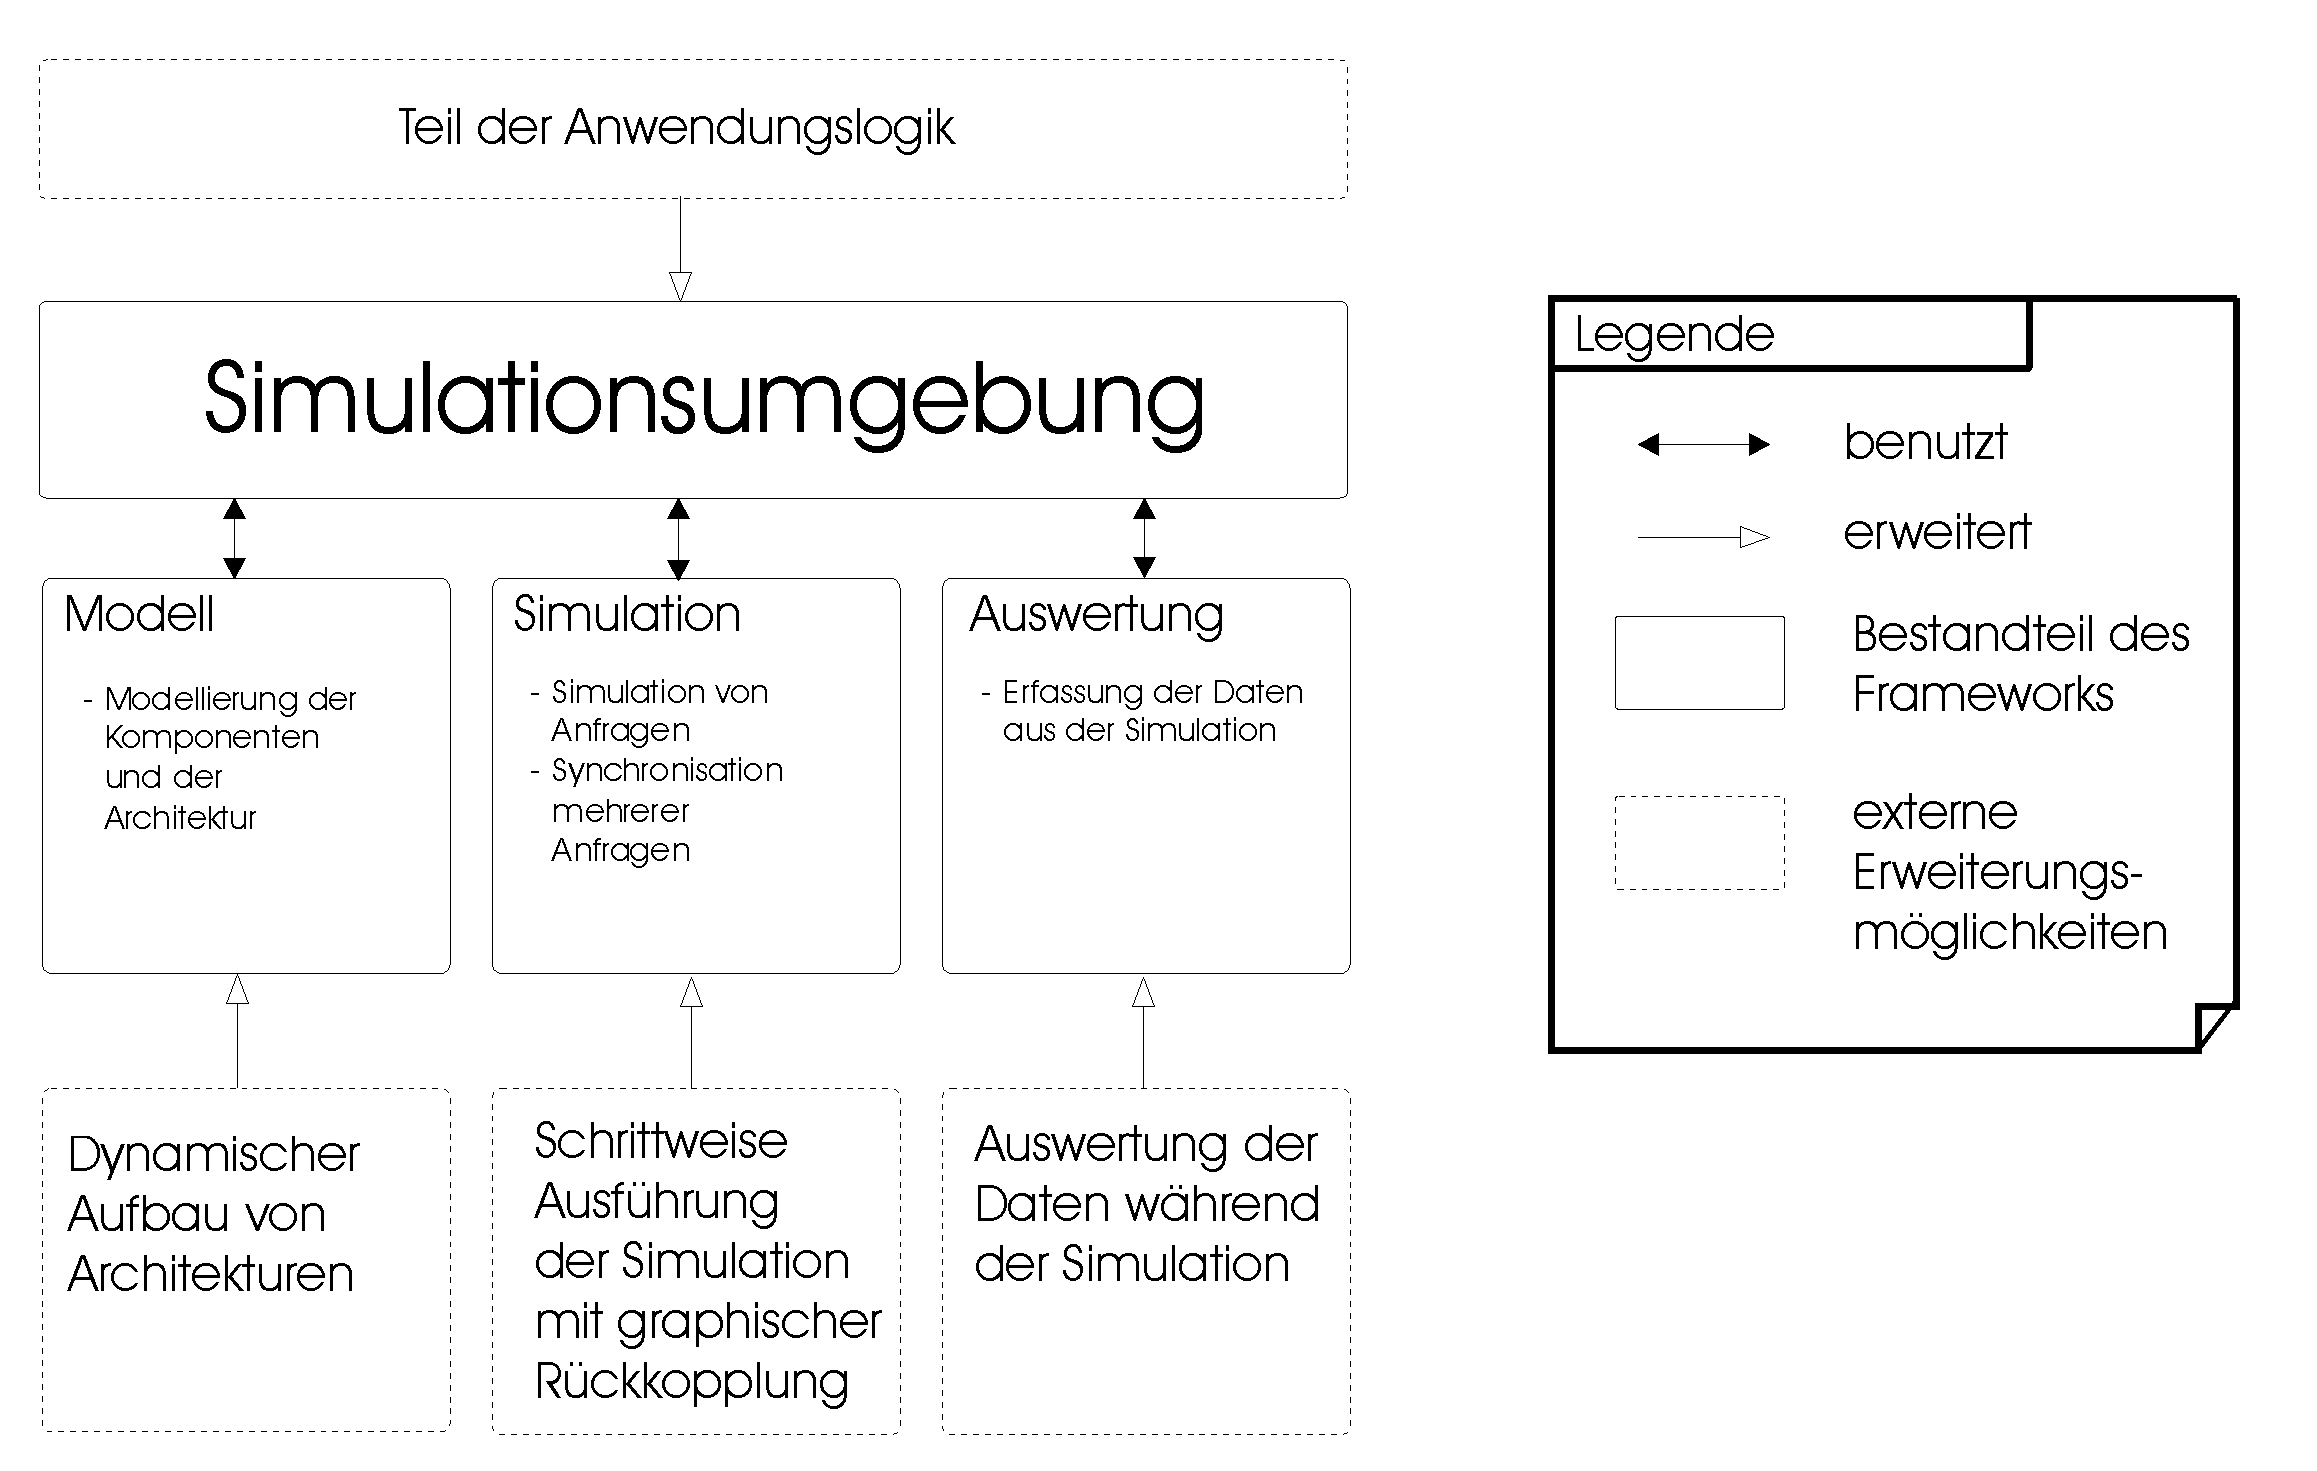 Teil der Anwendungslogik
Simulationsumgebung
Modell
- Modellierung der
Komponenten
und der
Architektur
Simulation
- Simulation von
Anfragen
- Synchronisation
mehrerer
Anfragen
Auswertung
- Erfassung der Daten
aus der Simulation
Dynamischer
Aufbau von
Architekturen
Schrittweise
Ausführung
der Simulation
mit graphischer
Rückkopplung
Auswertung der
Daten während
der Simulation
Legende
benutzt
erweitert
Bestandteil des
Frameworks
externe
Erweiterungs-
möglichkeiten